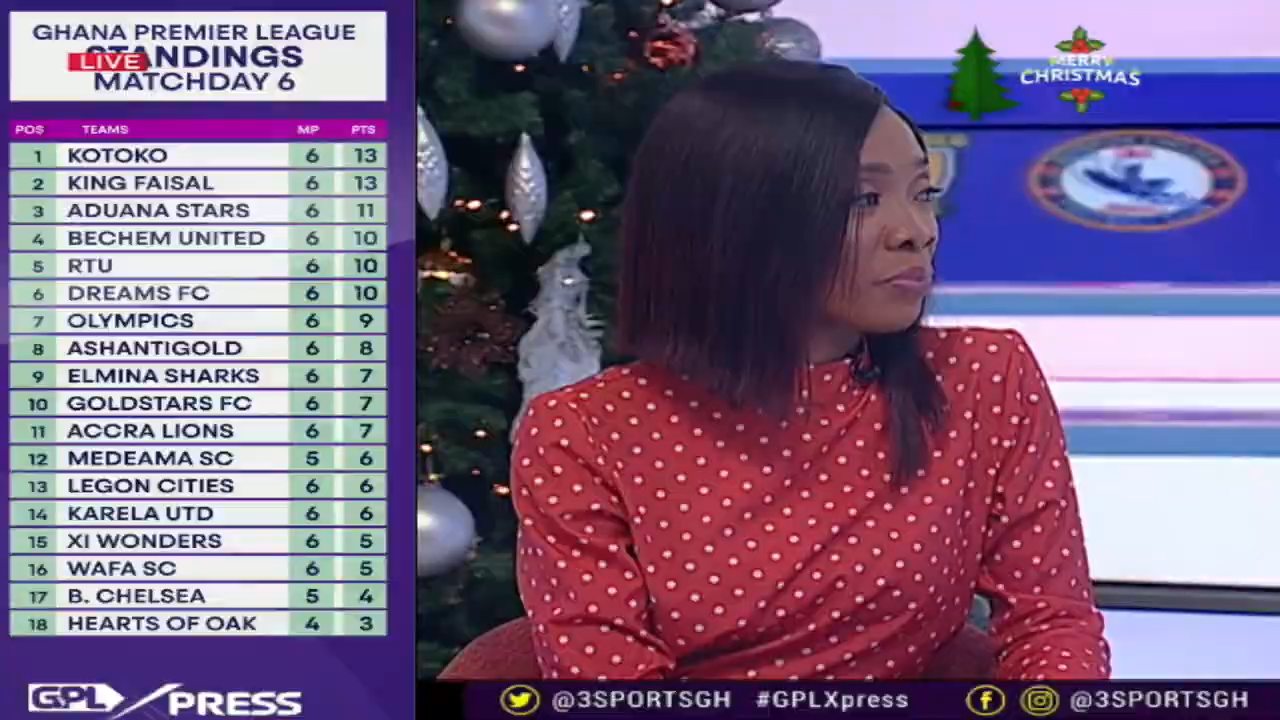 GHANA PREMIER LEAGUE
STANDINGS
LIVE
MATCHDAY 6
POS TEAMS MP PTS
1 KOTOKO 6 13
2 KING FAISAL 6 13
3 ADUANA STARS 6 11
4 BECHEM UNITED 6 10
5 RTU 6 10
6 DREAMS FC 6 10
7 OLYMPICS 6 9
8 ASHANTIGOLD 6 8
9 ELMINA SHARKS 6 7
10 GOLDSTARS FC 6 7
11 ACCRA LIONS 6 7
12 MEDEAMA SC 5 6
13 LEGON CITIES 6 6
14 KARELA UTD 6 6
15 XI WONDERS 6 5
16 WAFA SC 6 5
17 B. CHELSEA 5 4
18 HEARTS OF OAK 4 3
GPL XPRESS
MERRY
CHRISTMAS
@3SPORTSGH #GPLXpress @3SPORTSGH